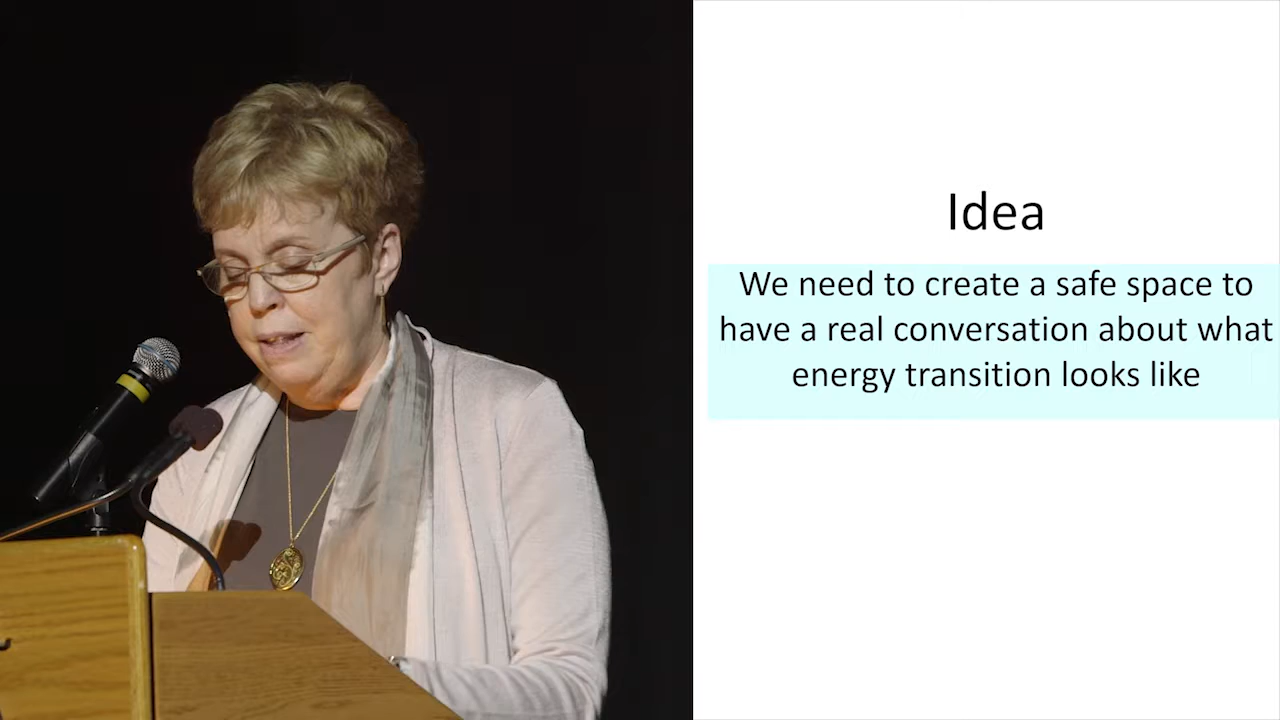 Idea
We need to create a safe space to
have a real conversation about what
energy transition looks like